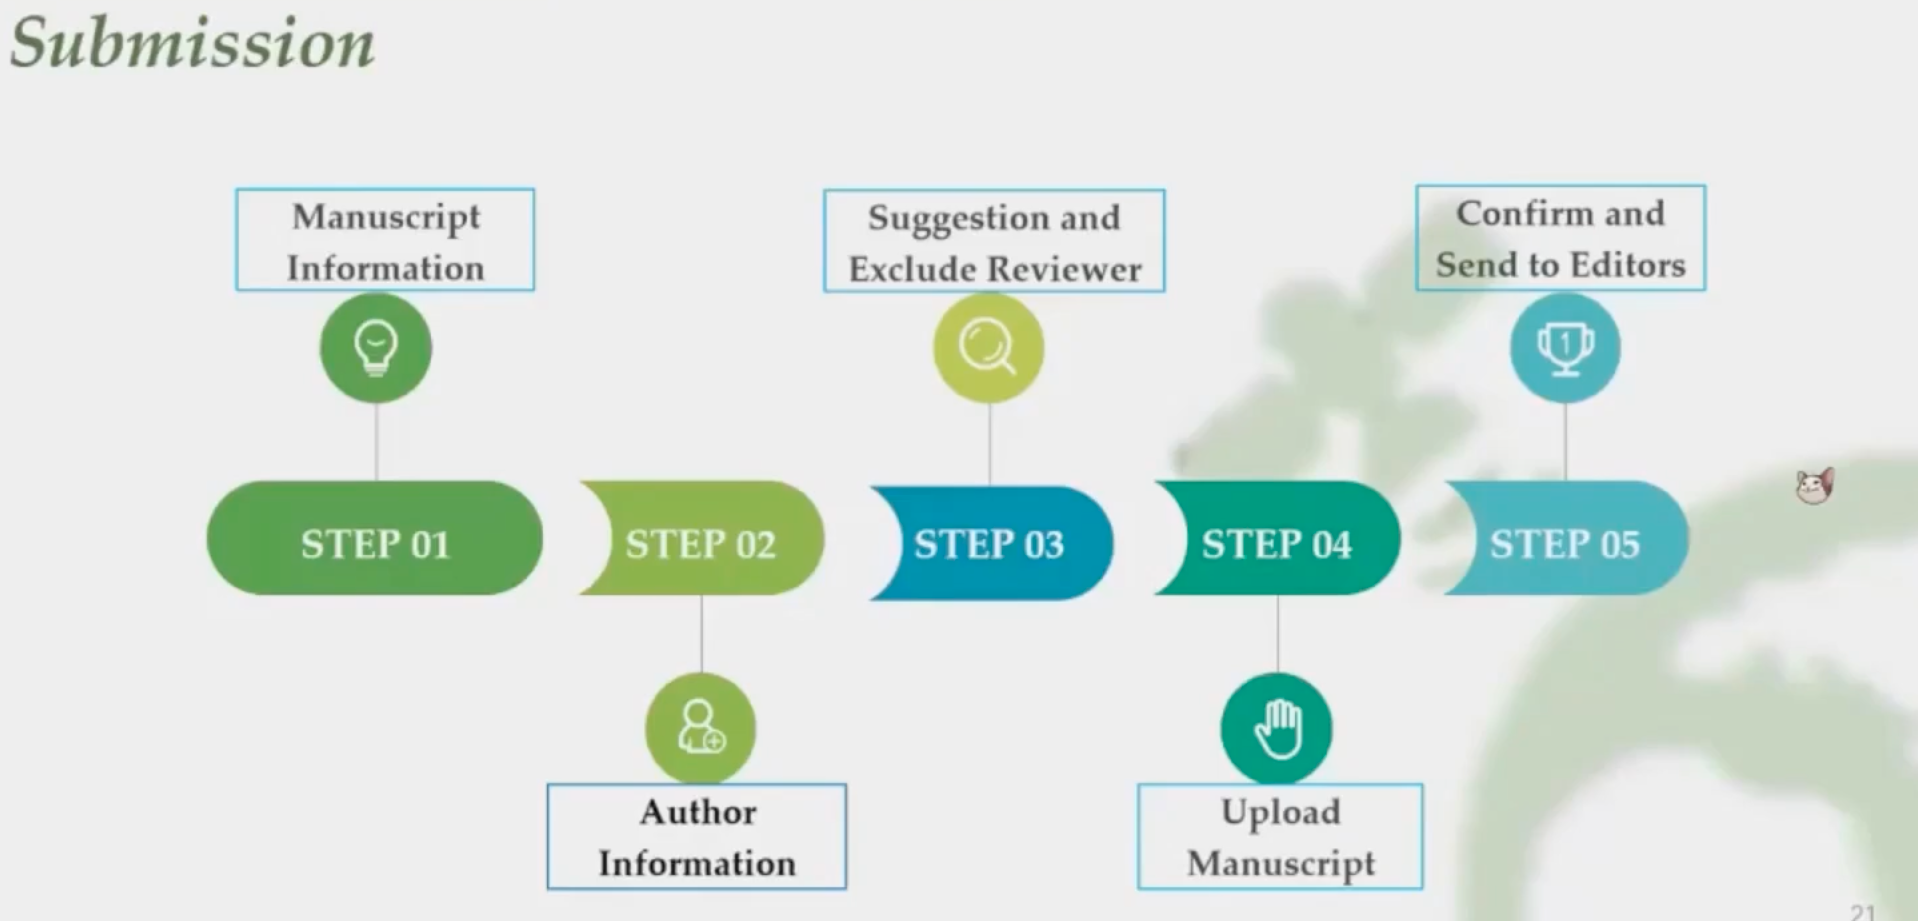 Submission
Manuscript
Information
Suggestion and
Exclude Reviewer
Confirm and
Send to Editors
1
STEP 01
STEP 02
STEP 03
STEP 04
STEP 05
Author
Information
Upload
Manuscript
21